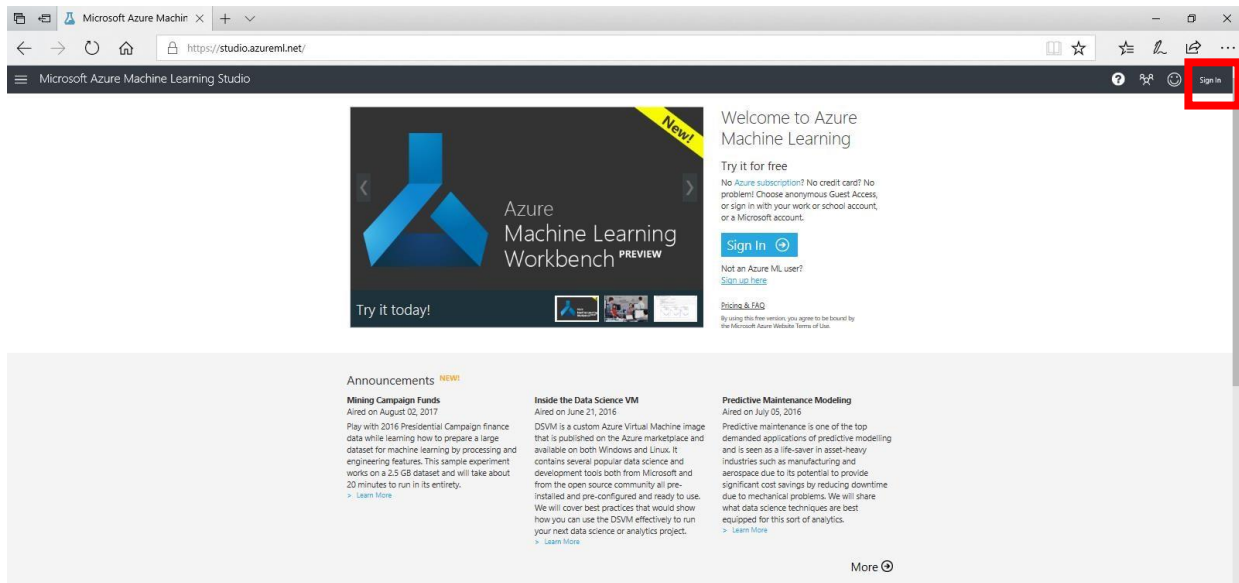 Microsoft Azure Machin
https://studio.azureml.net/
Microsoft Azure Machine Learning Studio
Sign In
New!
Azure
Machine Learning
Workbench PREVIEW
Try it today!
Welcome to Azure
Machine Learning
Try it for free
No Azure subscription? No credit card? No
problem! Choose anonymous Guest Access,
or sign in with your work or school account,
or a Microsoft account.
Sign In
Not an Azure ML user?
Sign up here
Pricing & FAQ
By using this free version, you agree to be bound by
the Microsoft Azure Website Terms of Use.
Announcements NEW!
Mining Campaign Funds
Aired on August 02, 2017
Play with 2016 Presidential Campaign finance
data while learning how to prepare a large
dataset for machine learning by processing and
engineering features. This sample experiment
works on a 2.5 GB dataset and will take about
20 minutes to run in its entirety.
> Learn More
Inside the Data Science VM
Aired on June 21, 2016
DSVM is a custom Azure Virtual Machine image
that is published on the Azure marketplace and
available on both Windows and Linux. It
contains several popular data science and
development tools both from Microsoft and
from the open source community all pre-
installed and pre-configured and ready to use.
We will cover best practices that would show
how you can use the DSVM effectively to run
your next data science or analytics project.
> Learn More
Predictive Maintenance Modeling
Aired on July 05, 2016
Predictive maintenance is one of the top
demanded applications of predictive modelling
and is seen as a life-saver in asset-heavy
industries such as manufacturing and
aerospace due to its potential to provide
significant cost savings by reducing downtime
due to mechanical problems. We will share
what data science techniques are best
equipped for this sort of analytics.
> Learn More
More